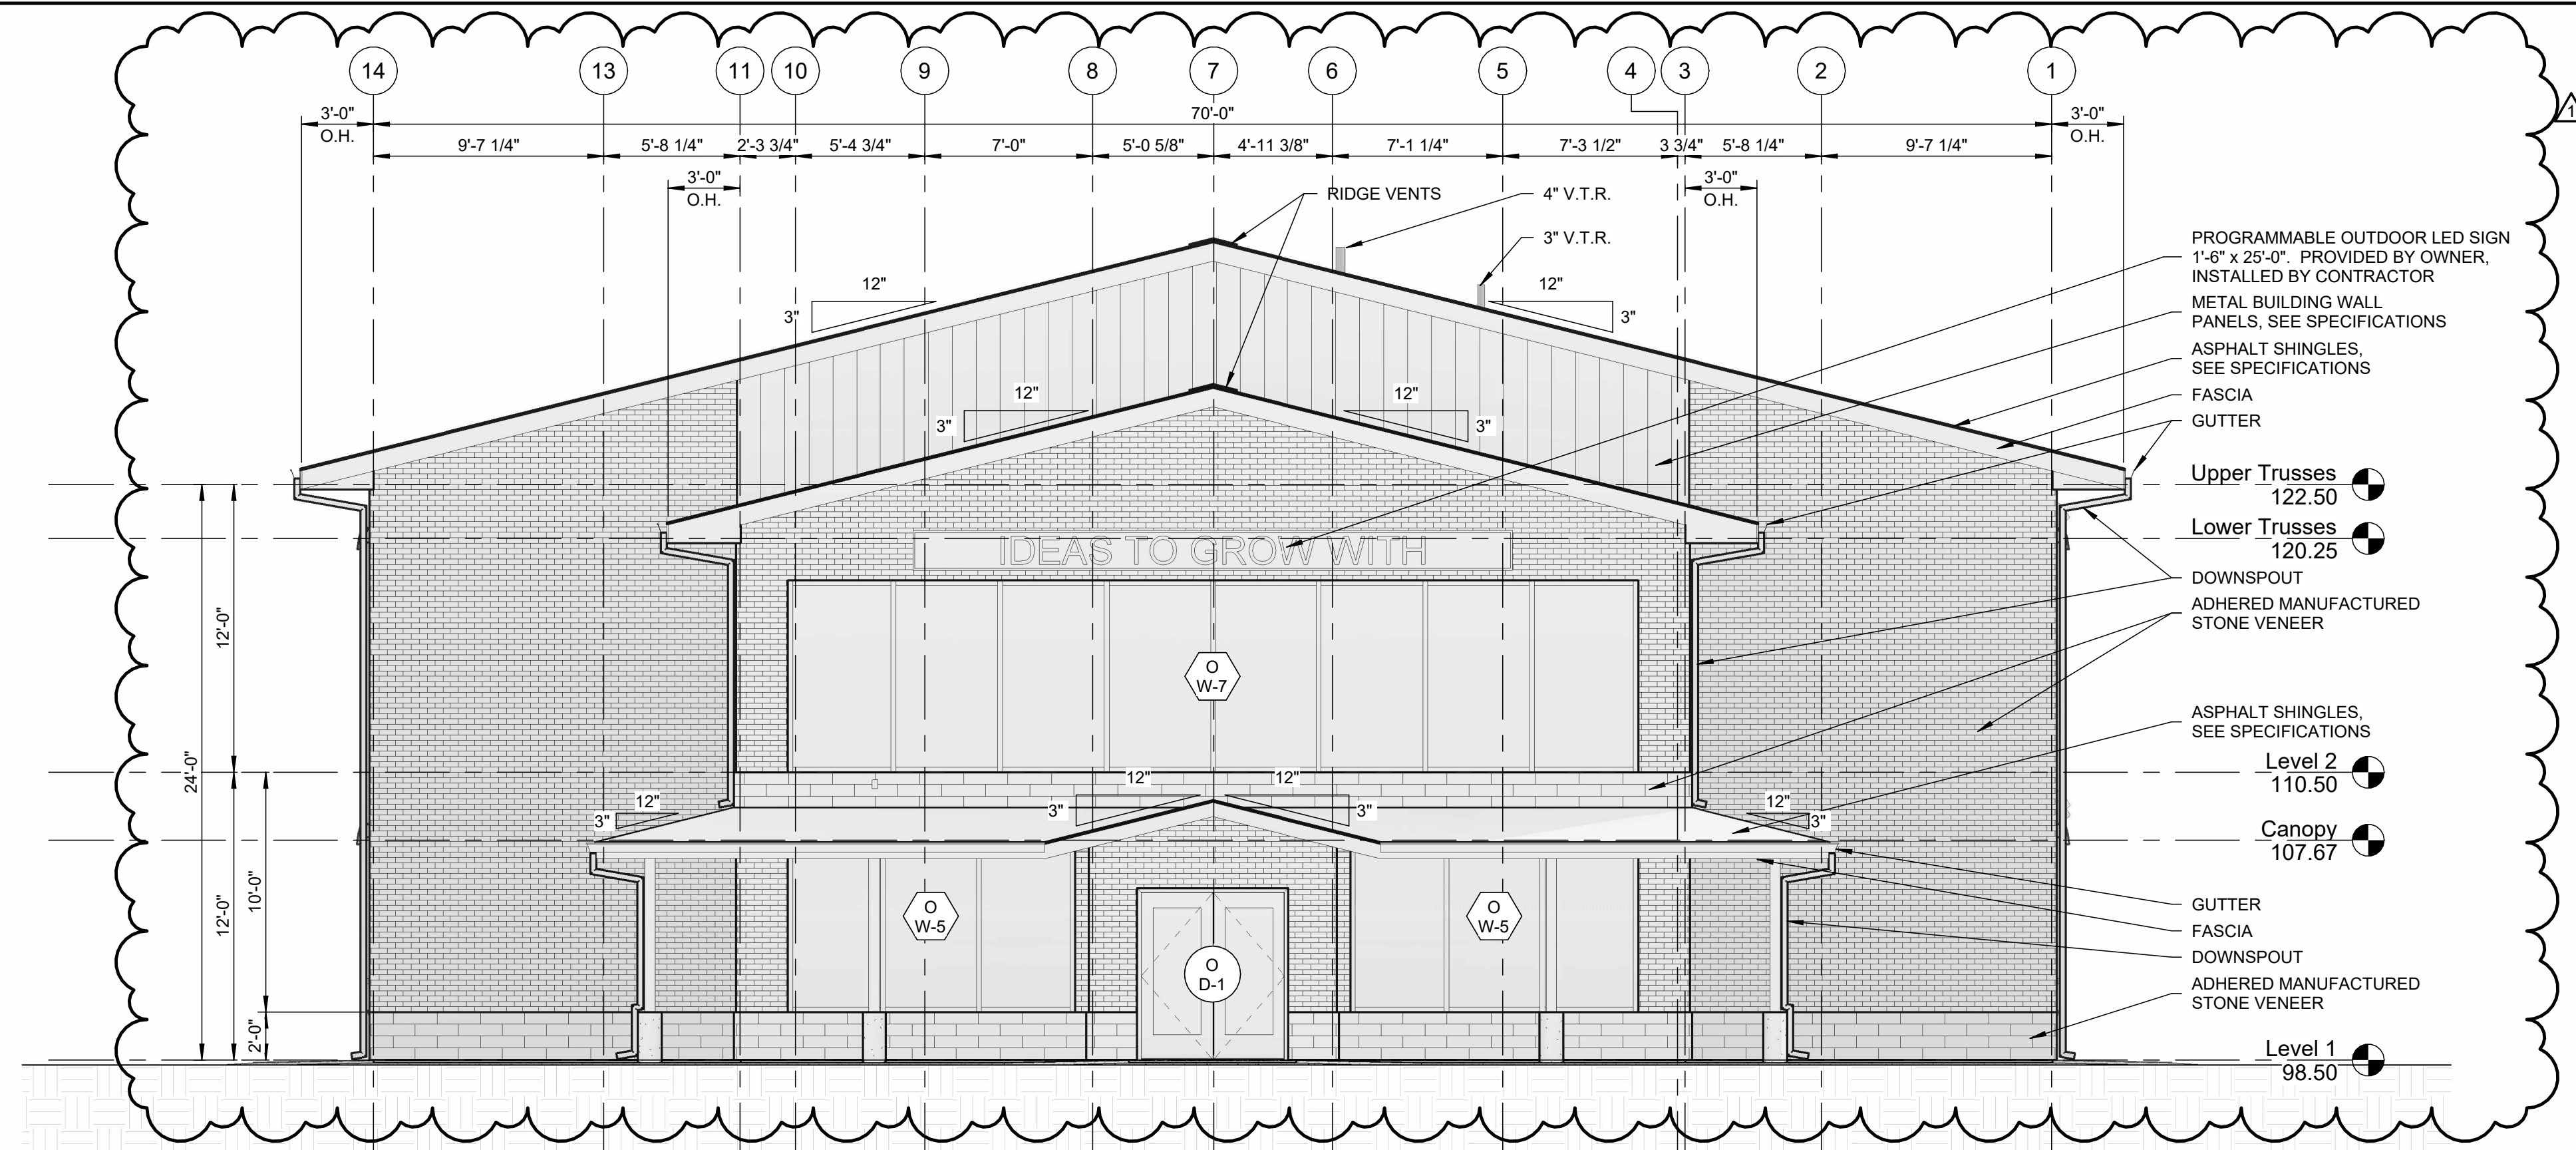 14 13 11 10 9 8 7 6 5 4 3 2 1
3'-0" 70'-0" 3'-0"
O.H. O.H.
1
9'-7 1/4" 5'-8 1/4" 2'-3 3/4" 5'-4 3/4" 7'-0" 5'-0 5/8" 4'-11 3/8" 7'-1 1/4" 7'-3 1/2" 3 3/4" 5'-8 1/4" 9'-7 1/4"
3'-0" 3'-0"
O.H. O.H.
RIDGE VENTS
4" V.T.R.
3" V.T.R.
12" 12"
3" 3"
12" 12"
3" 3"
PROGRAMMABLE OUTDOOR LED SIGN
1'-6" x 25'-0". PROVIDED BY OWNER,
INSTALLED BY CONTRACTOR
METAL BUILDING WALL
PANELS, SEE SPECIFICATIONS
ASPHALT SHINGLES,
SEE SPECIFICATIONS
FASCIA
GUTTER
Upper Trusses
122.50
Lower Trusses
120.25
IDEAS TO GROW WITH
DOWNSPOUT
ADHERED MANUFACTURED
STONE VENEER
O
W-7
ASPHALT SHINGLES,
SEE SPECIFICATIONS
Level 2
110.50
12" 12"
3" 3"
12" 12"
3" 3"
Canopy
107.67
24'-0"
12'-0"
12'-0"
10'-0"
2'-0"
O
W-5
O
W-5
O
D-1
GUTTER
FASCIA
DOWNSPOUT
ADHERED MANUFACTURED
STONE VENEER
Level 1
98.50